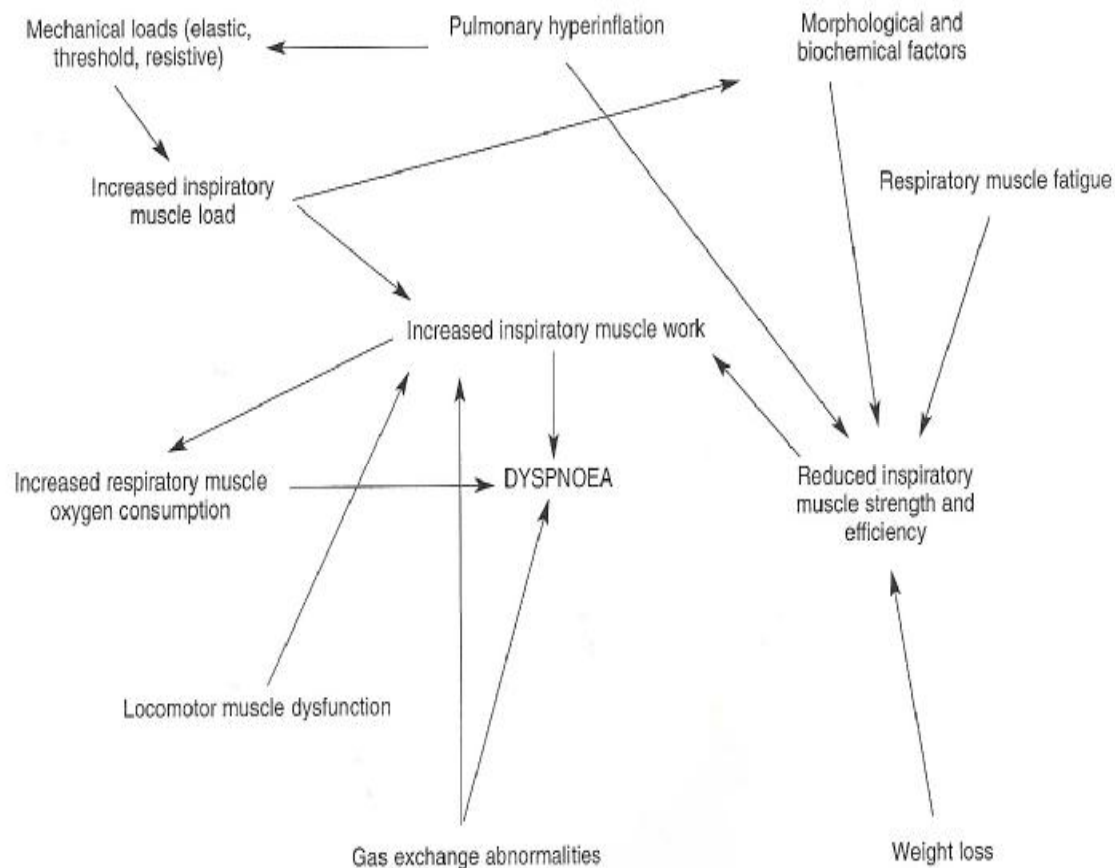 Mechanical loads (elastic,
threshold, resistive)
Pulmonary hyperinflation
Morphological and
biochemical factors
Increased inspiratory
muscle load
Respiratory muscle fatigue
Increased inspiratory muscle work
Increased respiratory muscle
oxygen consumption
DYSPNOEA
Reduced inspiratory
muscle strength and
efficiency
Locomotor muscle dysfunction
Gas exchange abnormalities
Weight loss